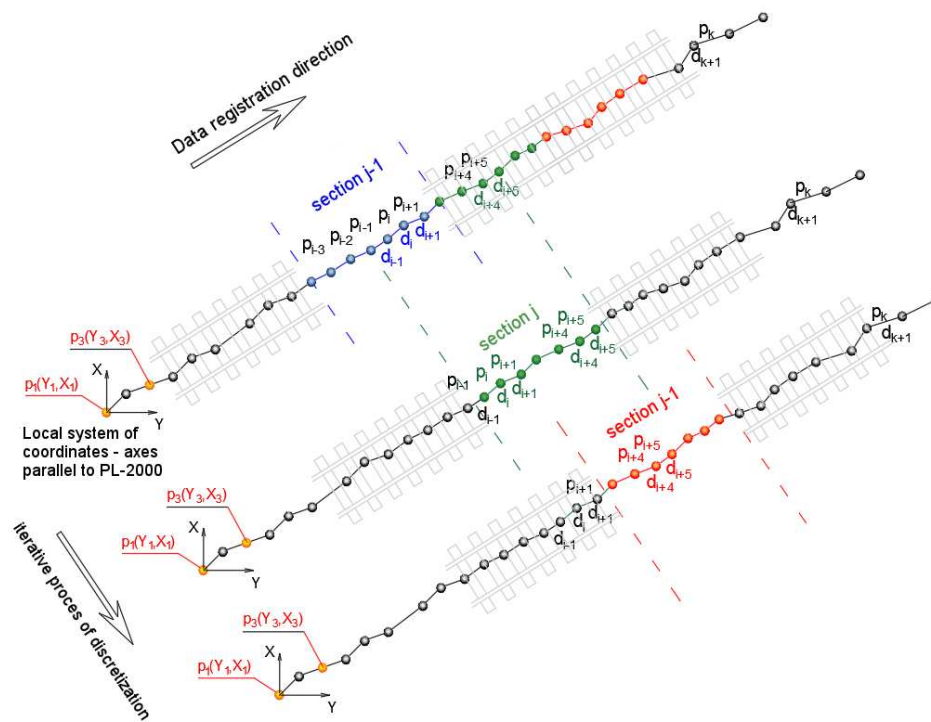 Data registration direction
section j-1
p_k
d_{k+1}
p_{i+4} p_{i+5}
d_{i+4} d_{i+5}
p_{i-3} p_{i-2} p_{i-1} p_i p_{i+1}
d_{i-1} d_i d_{i+1}
p_3(Y_3,X_3)
p_1(Y_1,X_1)
X
Y
Local system of
coordinates - axes
parallel to PL-2000
section j
p_k
d_{k+1}
p_{i-1} p_i p_{i+1} p_{i+4} p_{i+5}
d_{i-1} d_i d_{i+1} d_{i+4} d_{i+5}
p_3(Y_3,X_3)
p_1(Y_1,X_1)
X
Y
section j-1
p_k
d_{k+1}
p_{i+1} p_{i+4} p_{i+5}
d_{i-1} d_i d_{i+1} d_{i+4} d_{i+5}
p_3(Y_3,X_3)
p_1(Y_1,X_1)
X
Y
iterative proces of discretization